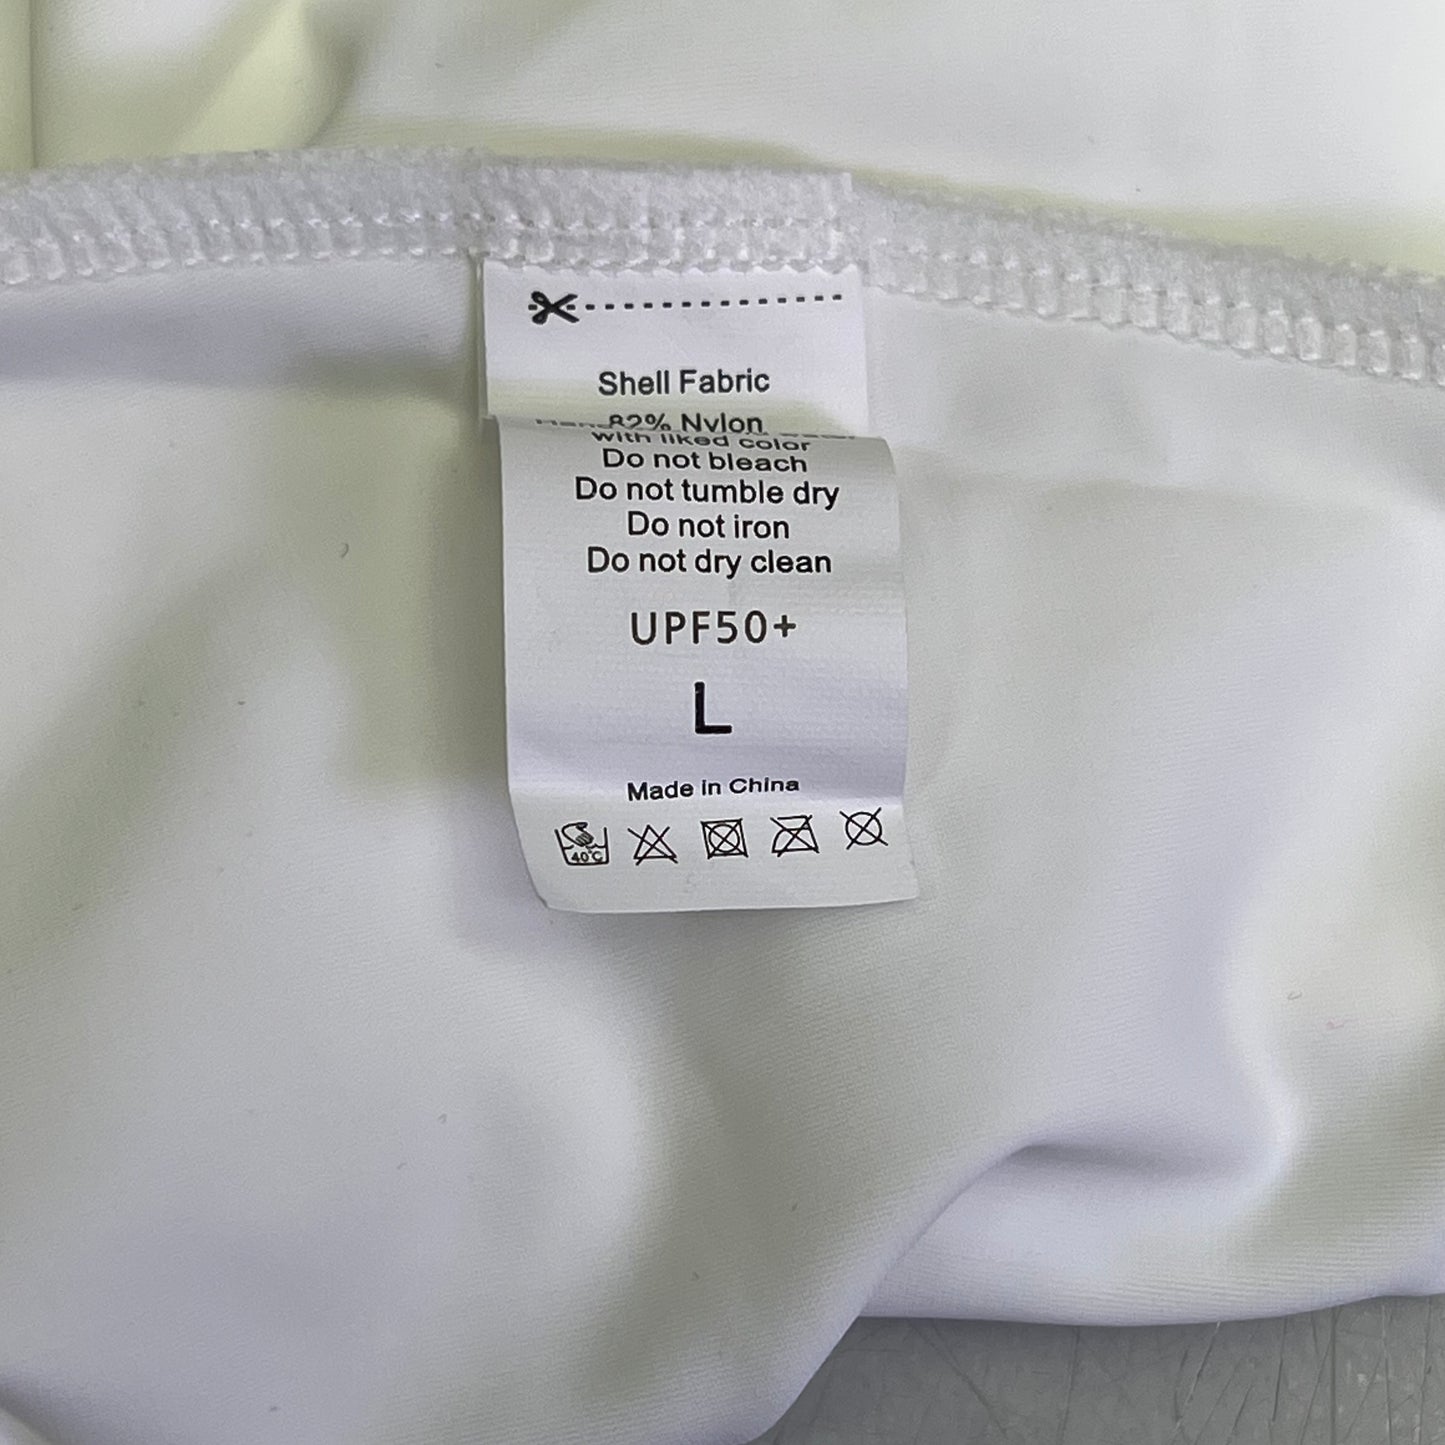 Shell Fabric
82% Nylon
with liked color
Do not bleach
Do not tumble dry
Do not iron
Do not dry clean
UPF50+
L
Made in China
40°C